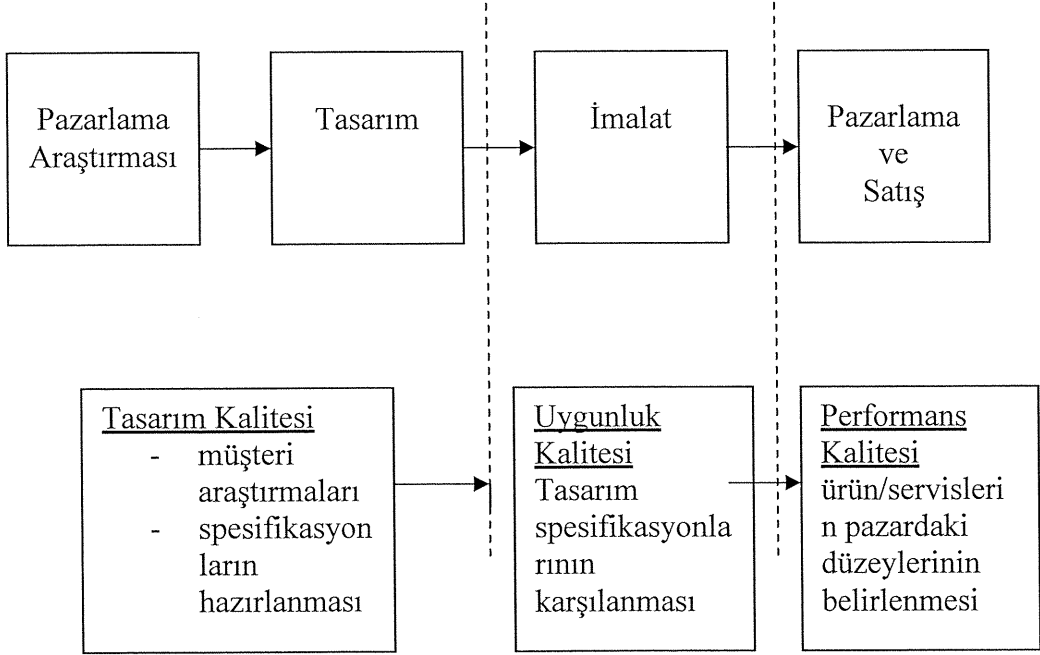 Pazarlama
Araştırması
Tasarım
İmalat
Pazarlama
ve
Satış
Tasarım Kalitesi
- müşteri
araştırmaları
- spesifikasyon
ların
hazırlanması
Uygunluk
Kalitesi
Tasarım
spesifikasyonla
rının
karşılanması
Performans
Kalitesi
ürün/servisleri
n pazardaki
düzeylerinin
belirlenmesi